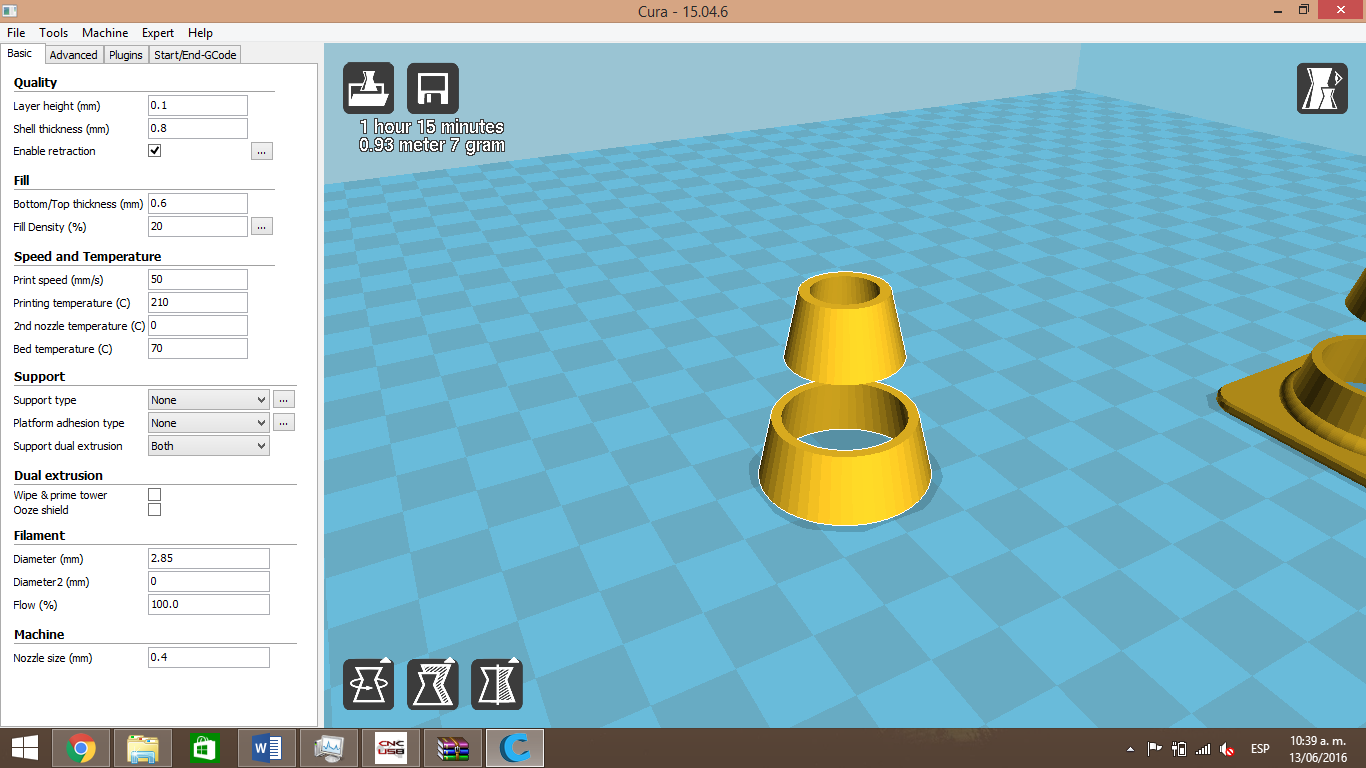 Cura - 15.04.6
File Tools Machine Expert Help
Basic Advanced Plugins Start/End-GCode
Quality
Layer height (mm) 0.1
Shell thickness (mm) 0.8
Enable retraction ...
Fill
Bottom/Top thickness (mm) 0.6
Fill Density (%) 20 ...
Speed and Temperature
Print speed (mm/s) 50
Printing temperature (C) 210
2nd nozzle temperature (C) 0
Bed temperature (C) 70
Support
Support type None ...
Platform adhesion type None ...
Support dual extrusion Both
Dual extrusion
Wipe & prime tower
Ooze shield
Filament
Diameter (mm) 2.85
Diameter2 (mm) 0
Flow (%) 100.0
Machine
Nozzle size (mm) 0.4
1 hour 15 minutes
0.93 meter 7 gram
W
CNC
USB
C
ESP
10:39 a. m.
13/06/2016